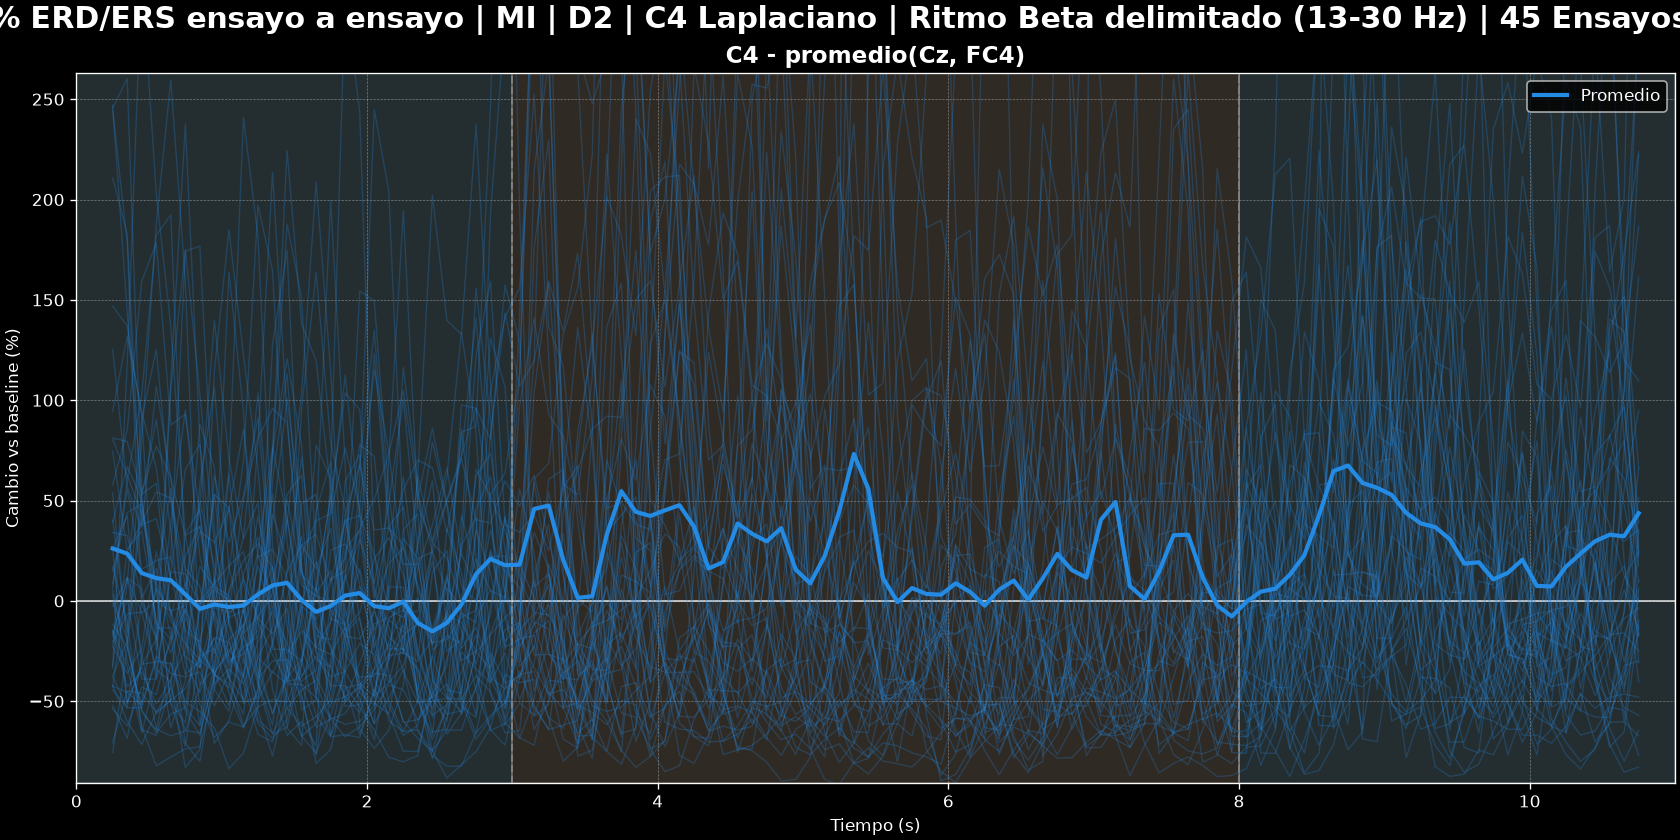 % ERD/ERS ensayo a ensayo | MI | D2 | C4 Laplaciano | Ritmo Beta delimitado (13-30 Hz) | 45 Ensayos
C4 - promedio(Cz, FC4)
Promedio
Cambio vs baseline (%)
250
200
150
100
50
0
−50
0 2 4 6 8 10
Tiempo (s)